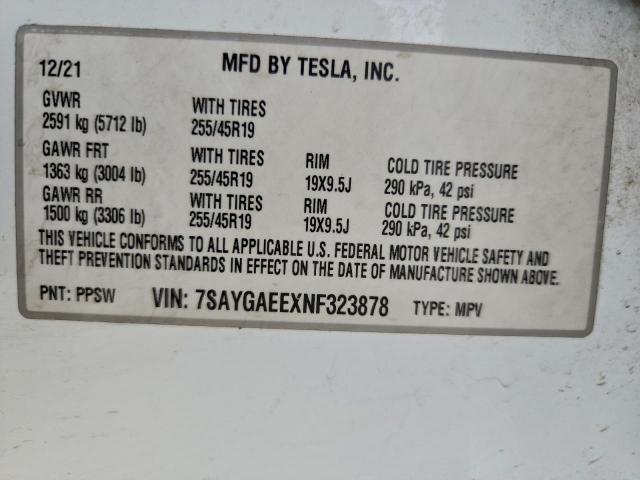 12/21 MFD BY TESLA, INC.
GVWR WITH TIRES
2591 kg (5712 lb) 255/45R19
GAWR FRT WITH TIRES RIM COLD TIRE PRESSURE
1363 kg (3004 lb) 255/45R19 19X9.5J 290 kPa, 42 psi
GAWR RR WITH TIRES RIM COLD TIRE PRESSURE
1500 kg (3306 lb) 255/45R19 19X9.5J 290 kPa, 42 psi
THIS VEHICLE CONFORMS TO ALL APPLICABLE U.S. FEDERAL MOTOR VEHICLE SAFETY AND
THEFT PREVENTION STANDARDS IN EFFECT ON THE DATE OF MANUFACTURE SHOWN ABOVE.
PNT: PPSW VIN: 7SAYGAEEXNF323878 TYPE: MPV